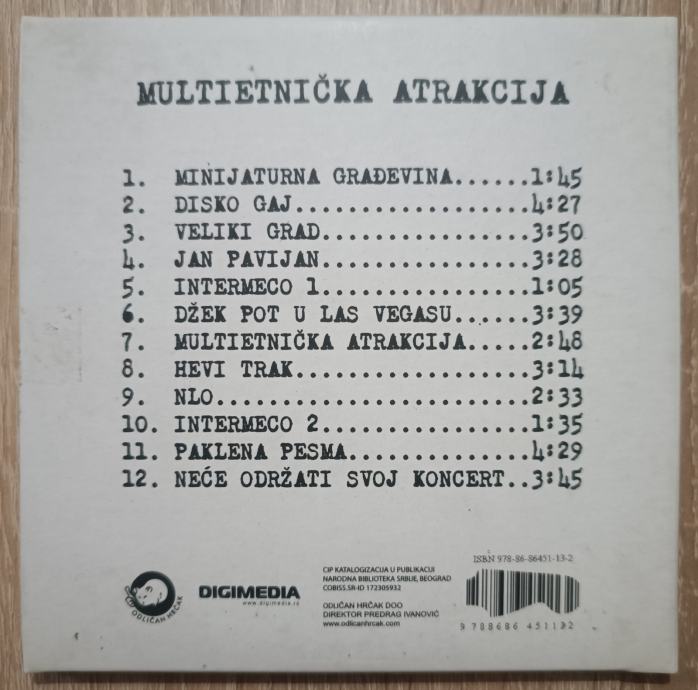 MULTIETNIČKA ATRAKCIJA
1. MINIJATURNA GRAĐEVINA......1:45
2. DISKO GAJ..................4:27
3. VELIKI GRAD................3:50
4. JAN PAVIJAN................3:28
5. INTERMECO 1................1:05
6. DŽEK POT U LAS VEGASU......3:39
7. MULTIETNIČKA ATRAKCIJA.....2:48
8. HEVI TRAK..................3:14
9. NLO........................2:33
10. INTERMECO 2................1:35
11. PAKLENA PESMA..............4:29
12. NEĆE ODRŽATI SVOJ KONCERT..3:45
ODLIČAN HRČAK
DIGIMEDIA
www.digimedia.rs
CIP KATALOGIZACIJA U PUBLIKACIJI
NARODNA BIBLIOTEKA SRBIJE, BEOGRAD
COBISS.SR-ID 172305932
ODLIČAN HRČAK DOO
DIREKTOR PREDRAG IVANOVIĆ
www.odlicanhrcak.com
ISBN 978-86-86451-13-2
9 788686 451132